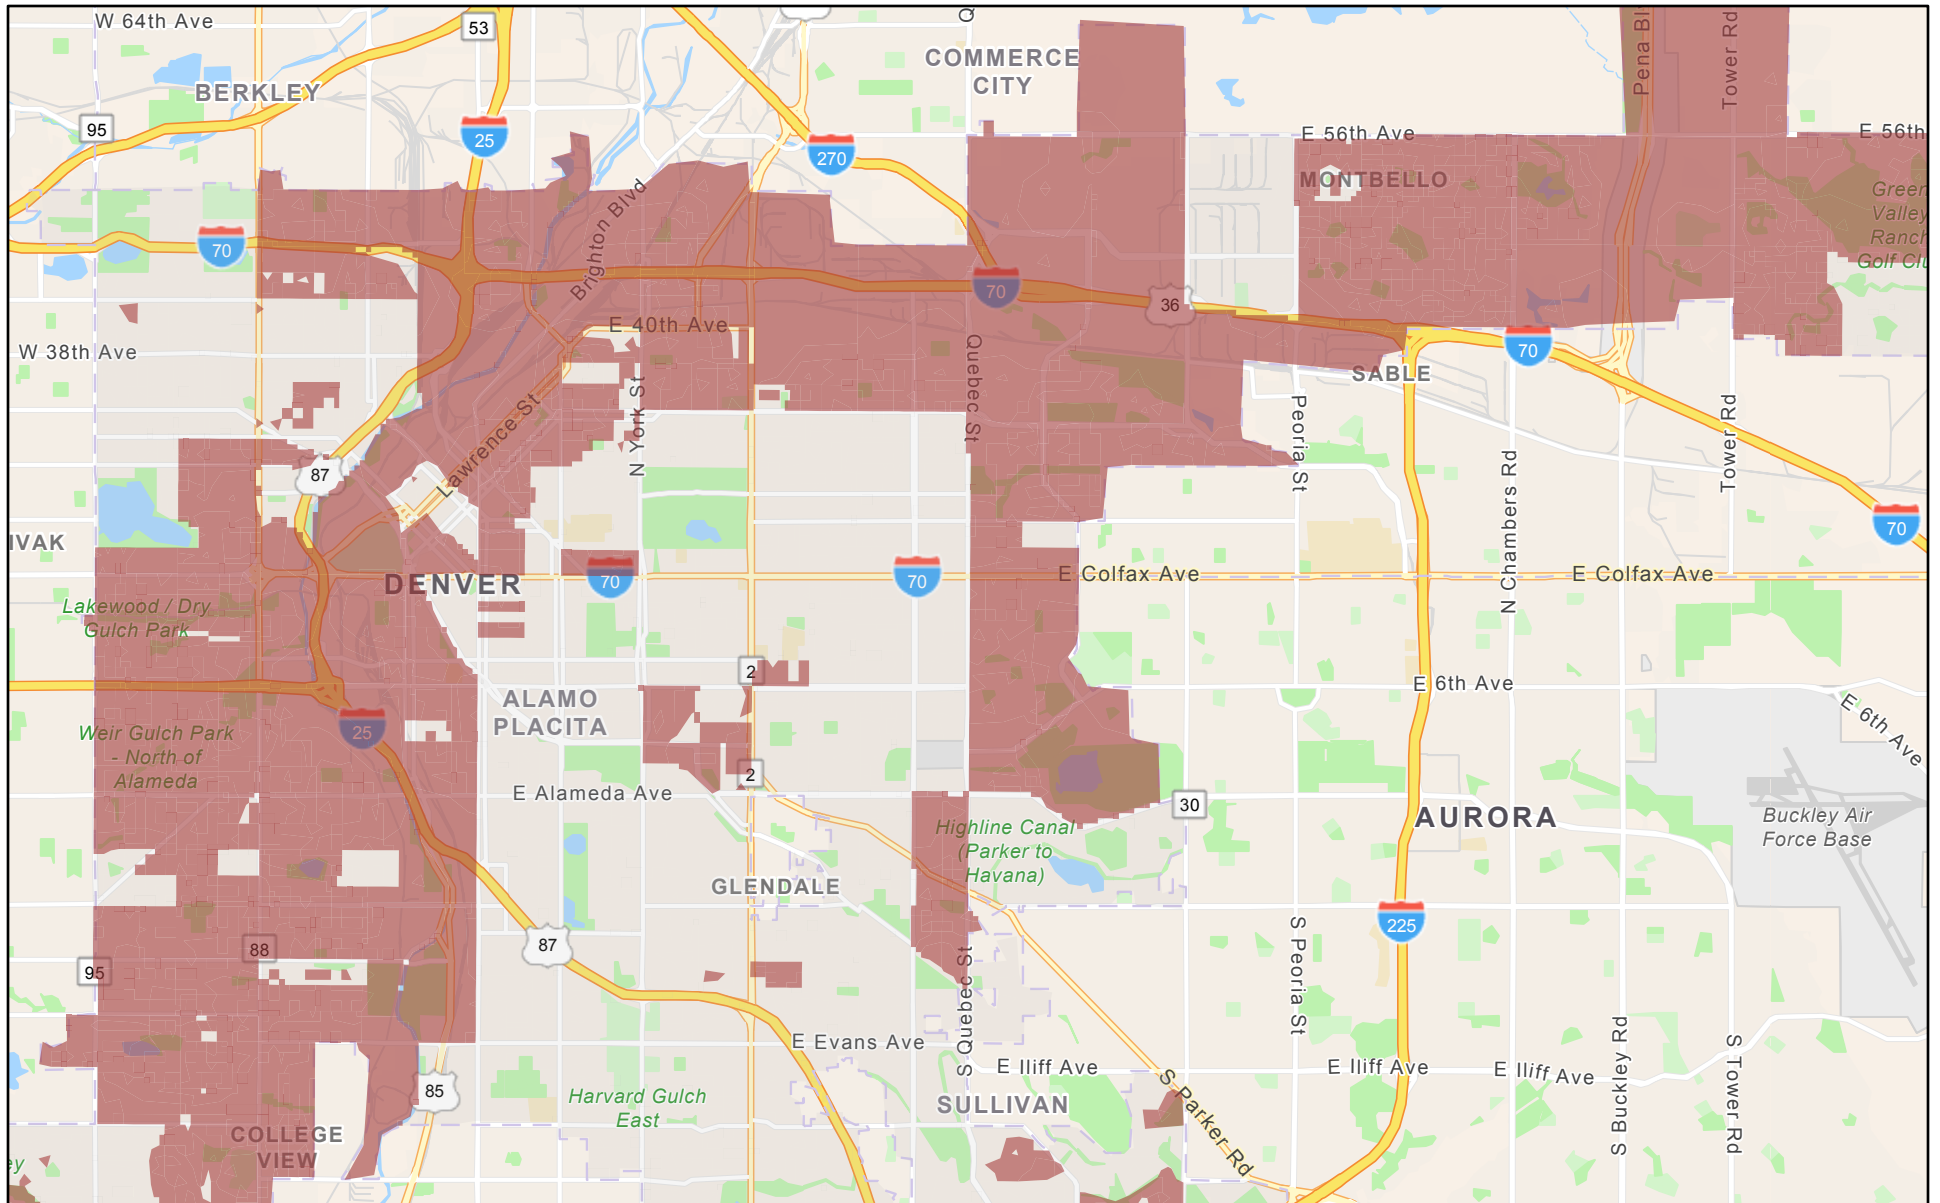 W 64th Ave
53
Q
COMMERCE
CITY
Pena Bl
Tower Rd
BERKLEY
95
25
270
E 56th Ave
E 56th
MONTBELLO
Green
Valley
Ranch
Golf Clu
Brighton Blvd
70
70
36
E 40th Ave
W 38th Ave
Quebec St
70
SABLE
N York St
Lawrence St
Peoria St
N Chambers Rd
Tower Rd
87
70
IVAK
DENVER
70
70
E Colfax Ave
E Colfax Ave
Lakewood / Dry
Gulch Park
2
E 6th Ave
E 6th Ave
ALAMO
PLACITA
25
Weir Gulch Park
- North of
Alameda
2
E Alameda Ave
30
AURORA
Buckley Air
Force Base
Highline Canal
(Parker to
Havana)
GLENDALE
225
88
87
95
S Quebec St
S Peoria St
S Buckley Rd
S Tower Rd
E Evans Ave
E Iliff Ave
E Iliff Ave
E Iliff Ave
85
Harvard Gulch
East
SULLIVAN
S Parker Rd
COLLEGE
VIEW
ey